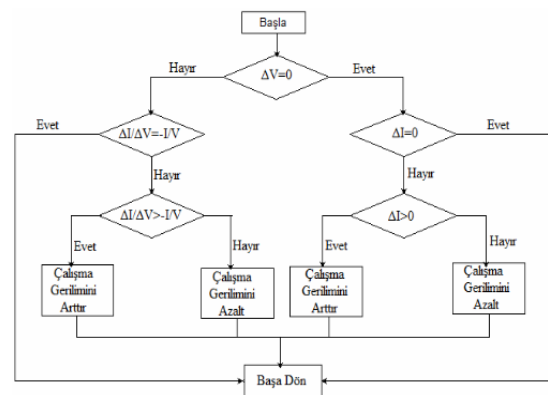 Başla
Hayır
ΔV=0
Evet
Evet
ΔI/ΔV=-I/V
ΔI=0
Evet
Hayır
Hayır
ΔI/ΔV>-I/V
ΔI>0
Evet
Hayır
Evet
Hayır
Çalışma
Gerilimini
Arttır
Çalışma
Gerilimini
Azalt
Çalışma
Gerilimini
Arttır
Çalışma
Gerilimini
Azalt
Başa Dön